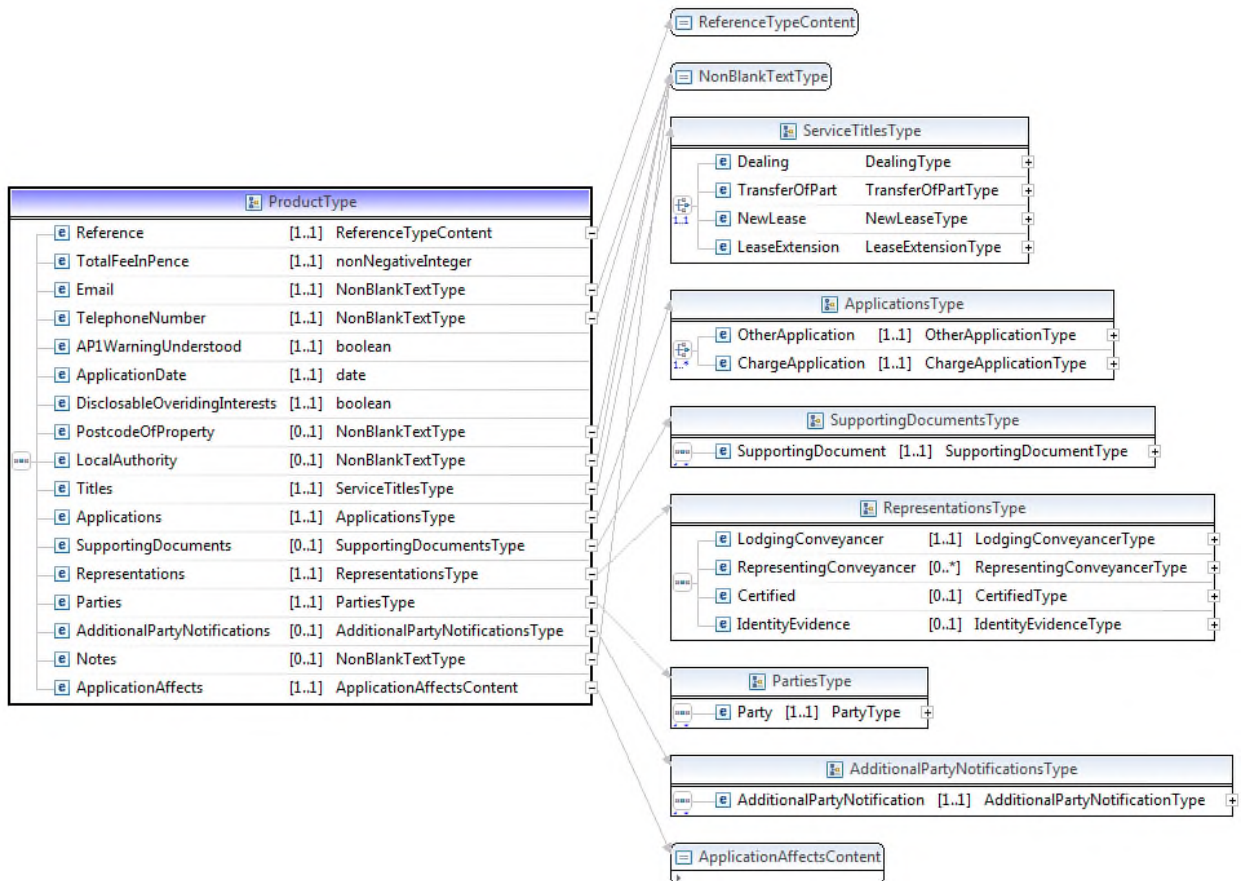 ReferenceTypeContent
NonBlankTextType
ServiceTitlesType
Dealing DealingType
TransferOfPart TransferOfPartType
1..1 NewLease NewLeaseType
LeaseExtension LeaseExtensionType
ProductType
Reference [1..1] ReferenceTypeContent
TotalFeeInPence [1..1] nonNegativeInteger
Email [1..1] NonBlankTextType
TelephoneNumber [1..1] NonBlankTextType
AP1WarningUnderstood [1..1] boolean
ApplicationDate [1..1] date
DisclosableOveridingInterests [1..1] boolean
PostcodeOfProperty [0..1] NonBlankTextType
LocalAuthority [0..1] NonBlankTextType
Titles [1..1] ServiceTitlesType
Applications [1..1] ApplicationsType
SupportingDocuments [0..1] SupportingDocumentsType
Representations [1..1] RepresentationsType
Parties [1..1] PartiesType
AdditionalPartyNotifications [0..1] AdditionalPartyNotificationsType
Notes [0..1] NonBlankTextType
ApplicationAffects [1..1] ApplicationAffectsContent
ApplicationsType
OtherApplication [1..1] OtherApplicationType
1..* ChargeApplication [1..1] ChargeApplicationType
SupportingDocumentsType
SupportingDocument [1..1] SupportingDocumentType
RepresentationsType
LodgingConveyancer [1..1] LodgingConveyancerType
RepresentingConveyancer [0..*] RepresentingConveyancerType
Certified [0..1] CertifiedType
IdentityEvidence [0..1] IdentityEvidenceType
PartiesType
Party [1..1] PartyType
AdditionalPartyNotificationsType
AdditionalPartyNotification [1..1] AdditionalPartyNotificationType
ApplicationAffectsContent